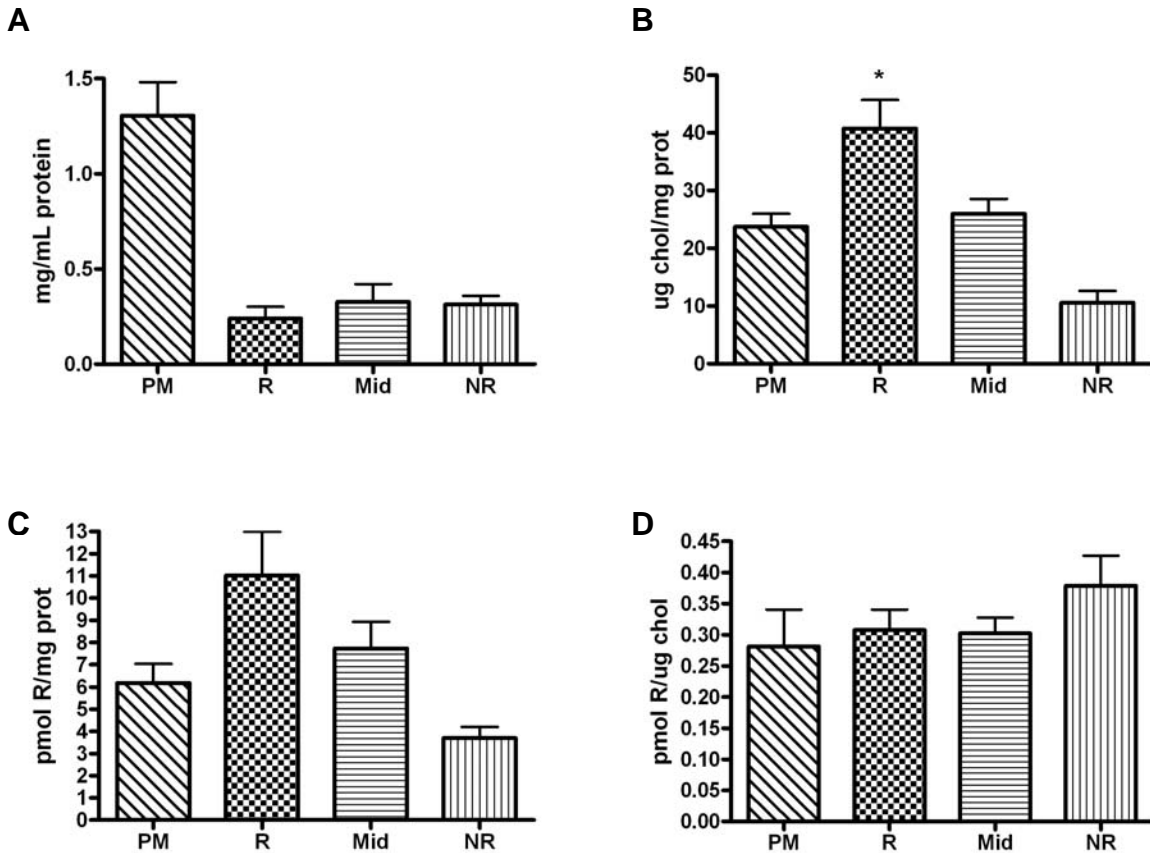 A
mg/mL protein
1.5
1.0
0.5
0.0
PM R Mid NR
B
ug chol/mg prot
50
40
30
20
10
0
*
PM R Mid NR
C
pmol R/mg prot
13
12
11
10
9
8
7
6
5
4
3
2
1
0
PM R Mid NR
D
pmol R/ug chol
0.45
0.40
0.35
0.30
0.25
0.20
0.15
0.10
0.05
0.00
PM R Mid NR